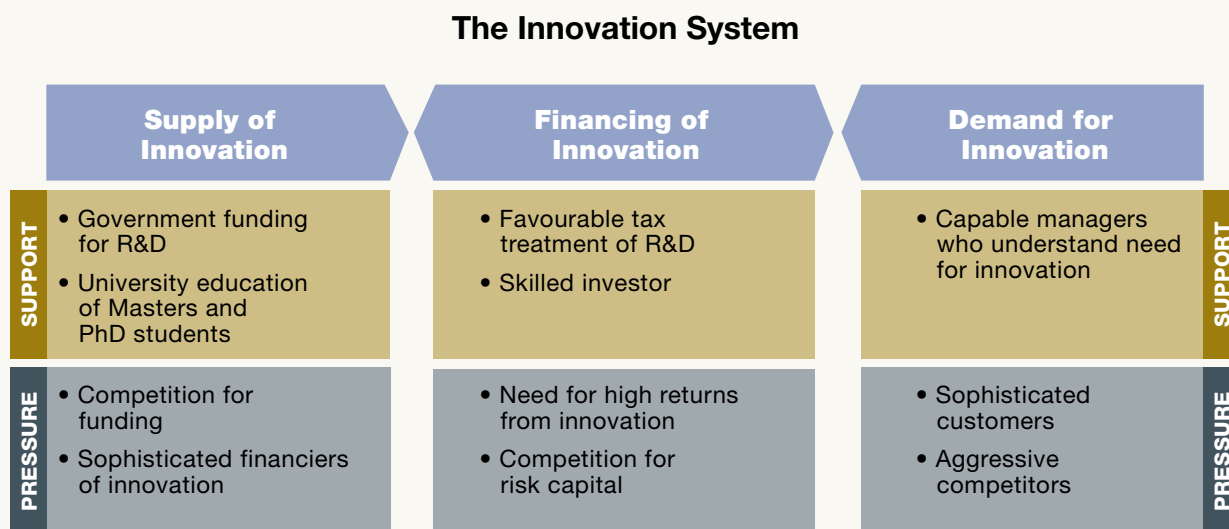 The Innovation System
Supply of
Innovation
Financing of
Innovation
Demand for
Innovation
SUPPORT
• Government funding
for R&D
• University education
of Masters and
PhD students
• Favourable tax
treatment of R&D
• Skilled investor
• Capable managers
who understand need
for innovation
SUPPORT
PRESSURE
• Competition for
funding
• Sophisticated financiers
of innovation
• Need for high returns
from innovation
• Competition for
risk capital
• Sophisticated
customers
• Aggressive
competitors
PRESSURE